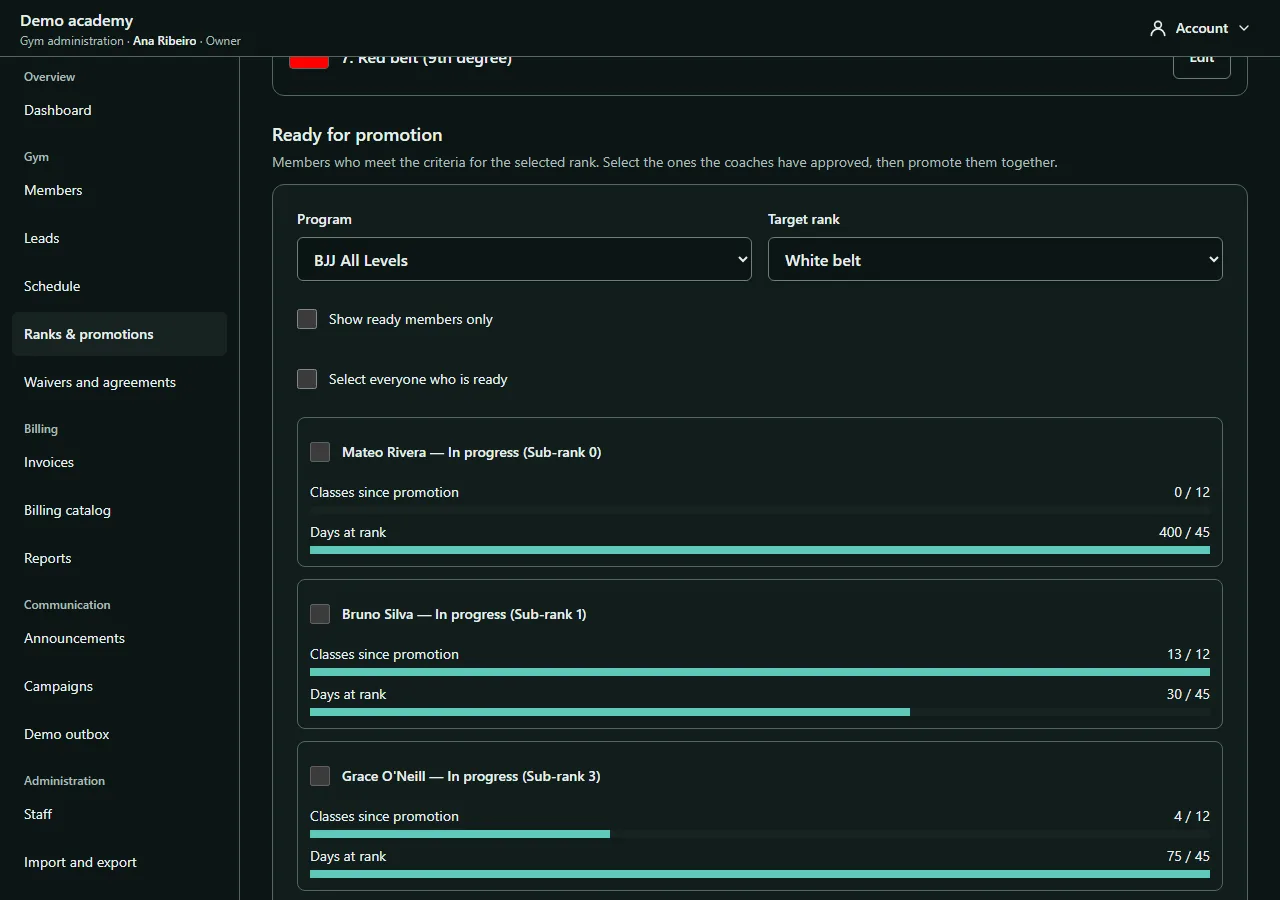 Demo academy
Gym administration · Ana Ribeiro · Owner
Account
Overview
Dashboard
Gym
Members
Leads
Schedule
Ranks & promotions
Waivers and agreements
Billing
Invoices
Billing catalog
Reports
Communication
Announcements
Campaigns
Demo outbox
Administration
Staff
Import and export
7. Red belt (9th degree)
Edit
Ready for promotion
Members who meet the criteria for the selected rank. Select the ones the coaches have approved, then promote them together.
Program
Target rank
BJJ All Levels
White belt
Show ready members only
Select everyone who is ready
Mateo Rivera — In progress (Sub-rank 0)
Classes since promotion 0 / 12
Days at rank 400 / 45
Bruno Silva — In progress (Sub-rank 1)
Classes since promotion 13 / 12
Days at rank 30 / 45
Grace O'Neill — In progress (Sub-rank 3)
Classes since promotion 4 / 12
Days at rank 75 / 45